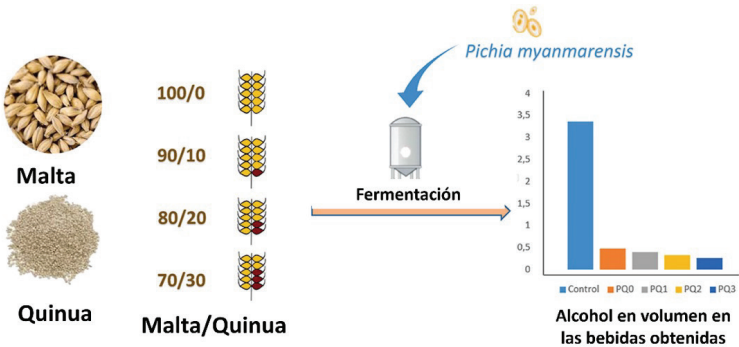 Pichia myanmarensis
Malta
Quinua
100/0
90/10
80/20
70/30
Malta/Quinua
Fermentación
4
3,5
3
2,5
2
1,5
1
0,5
0
Control PQ0 PQ1 PQ2 PQ3
Alcohol en volumen en
las bebidas obtenidas